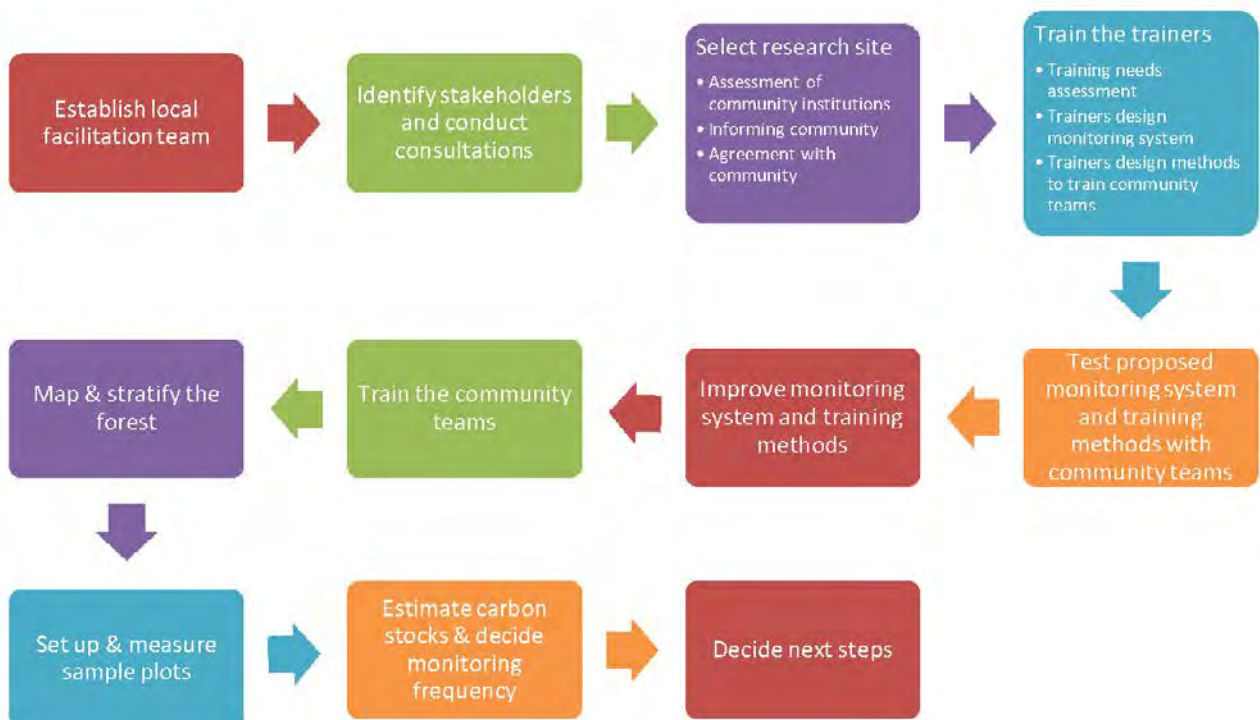 Establish local
facilitation team
Identify stakeholders
and conduct
consultations
Select research site
• Assessment of
community institutions
• Informing community
• Agreement with
community
Train the trainers
• Training needs
assessment
• Trainers design
monitoring system
• Trainers design methods
to train community
teams
Test proposed
monitoring system
and training
methods with
community teams
Improve monitoring
system and training
methods
Train the community
teams
Map & stratify the
forest
Set up & measure
sample plots
Estimate carbon
stocks & decide
monitoring
frequency
Decide next steps